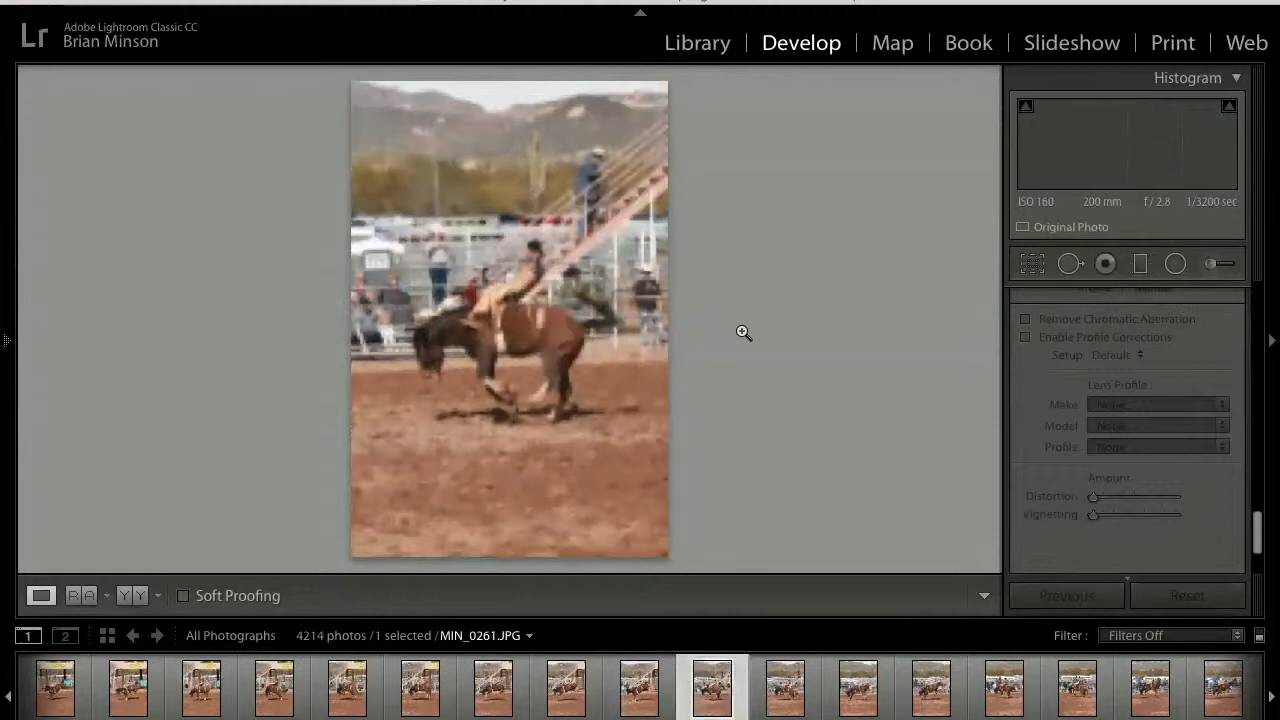 Lr
Adobe Lightroom Classic CC
Brian Minson
Library | Develop | Map | Book | Slideshow | Print | Web
Histogram
ISO 160 200 mm f / 2.8 1/3200 sec
Original Photo
Remove Chromatic Aberration
Enable Profile Corrections
Setup: Default
Lens Profile
Make None
Model None
Profile None
Amount
Distortion
Vignetting
R A Y Y Soft Proofing
Previous Reset
1 2 All Photographs 4214 photos / 1 selected / MIN_0261.JPG Filter : Filters Off